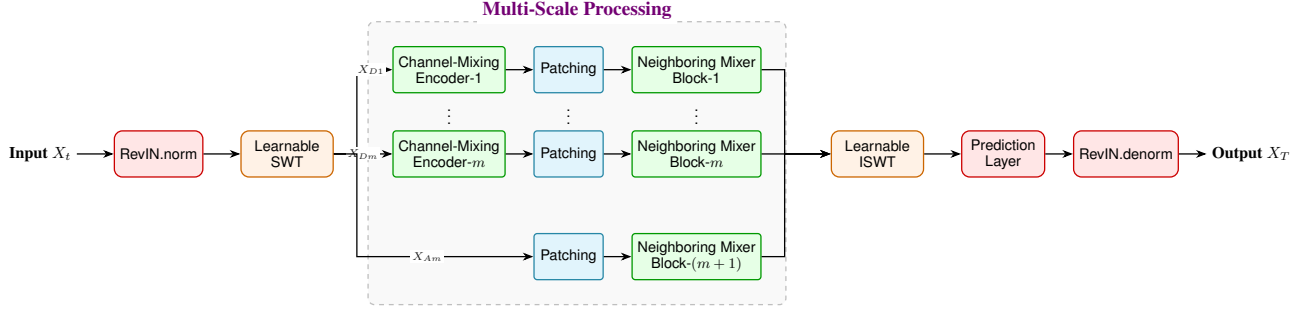 Multi-Scale Processing
X_{D1}
Channel-Mixing
Encoder-1
Patching
Neighboring Mixer
Block-1
⋮ ⋮ ⋮
Input X_t
RevIN.norm
Learnable
SWT
X_{Dm}
Channel-Mixing
Encoder-m
Patching
Neighboring Mixer
Block-m
Learnable
ISWT
Prediction
Layer
RevIN.denorm
Output X_T
X_{Am}
Patching
Neighboring Mixer
Block-(m + 1)